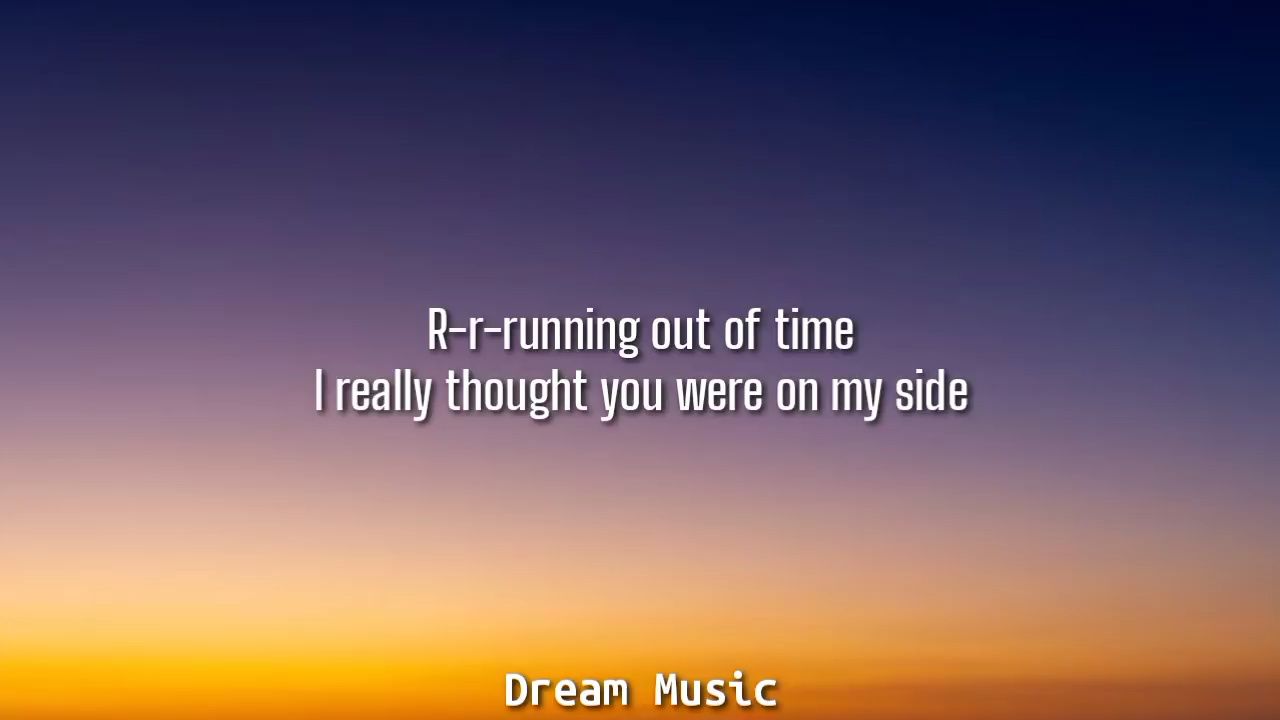 R-r-running out of time
I really thought you were on my side
Dream Music